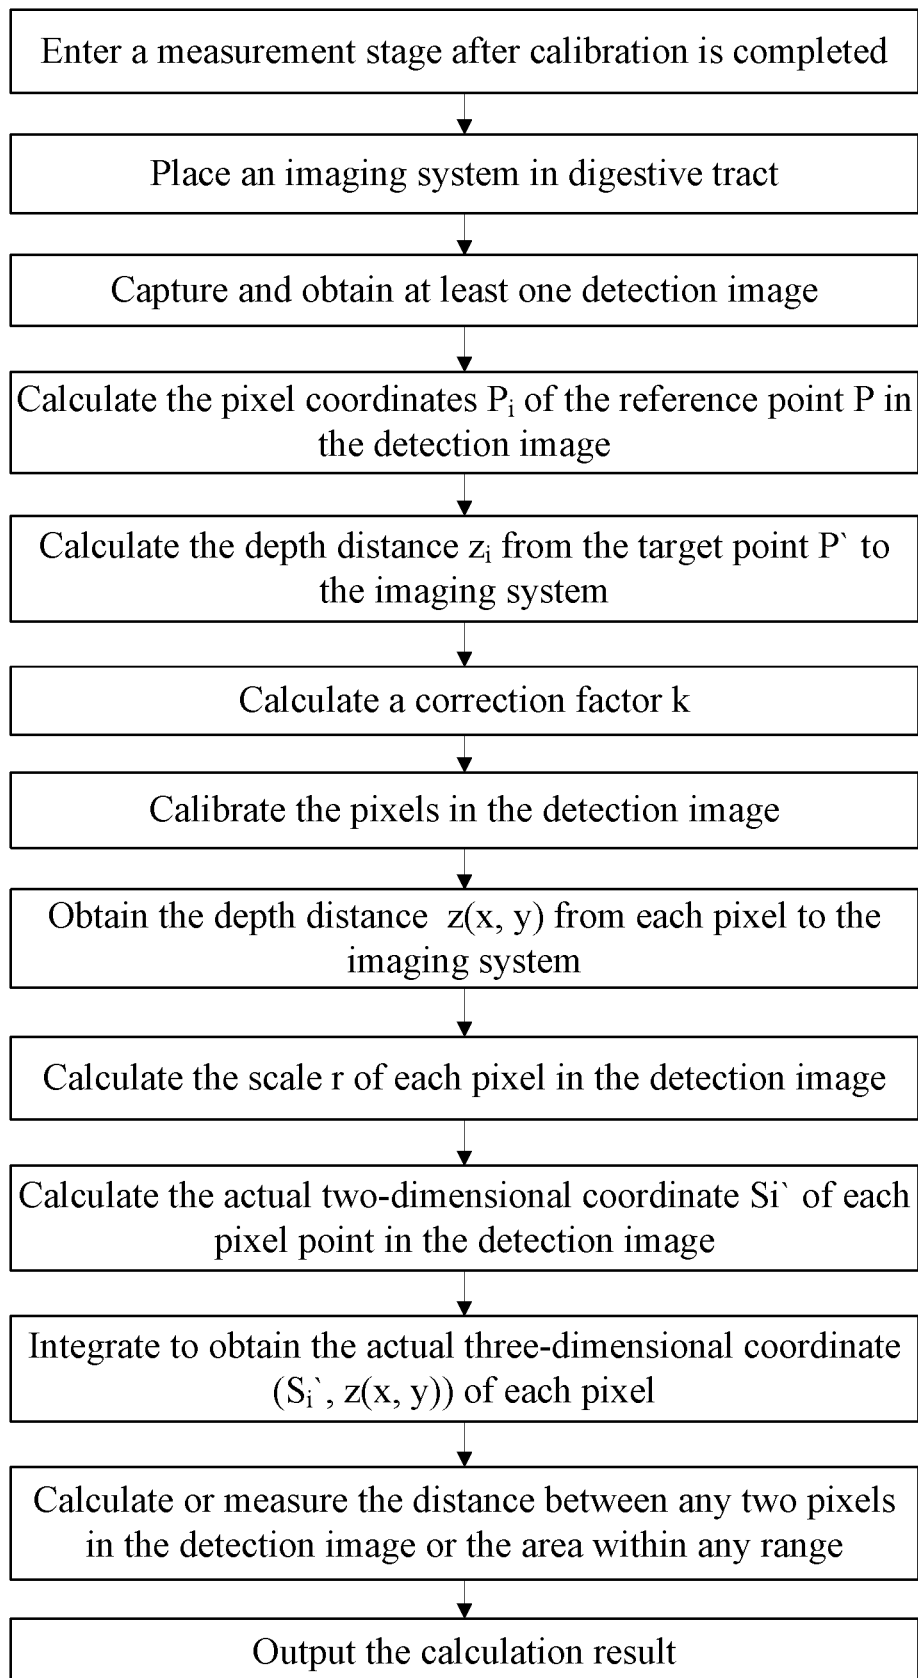 Enter a measurement stage after calibration is completed
Place an imaging system in digestive tract
Capture and obtain at least one detection image
Calculate the pixel coordinates Pᵢ of the reference point P in
the detection image
Calculate the depth distance zᵢ from the target point P` to
the imaging system
Calculate a correction factor k
Calibrate the pixels in the detection image
Obtain the depth distance z(x, y) from each pixel to the
imaging system
Calculate the scale r of each pixel in the detection image
Calculate the actual two-dimensional coordinate Si` of each
pixel point in the detection image
Integrate to obtain the actual three-dimensional coordinate
(Sᵢ`, z(x, y)) of each pixel
Calculate or measure the distance between any two pixels
in the detection image or the area within any range
Output the calculation result